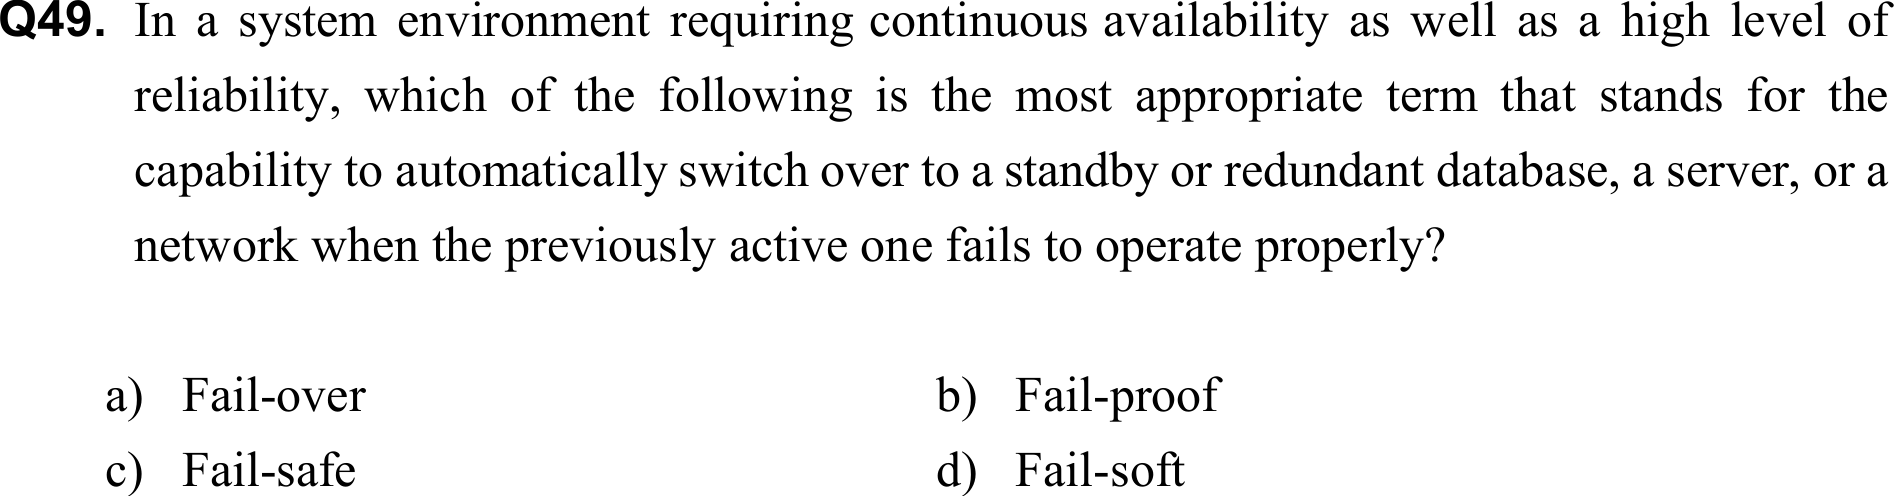 Q49. In a system environment requiring continuous availability as well as a high level of
reliability, which of the following is the most appropriate term that stands for the
capability to automatically switch over to a standby or redundant database, a server, or a
network when the previously active one fails to operate properly?
a) Fail-over b) Fail-proof
c) Fail-safe d) Fail-soft